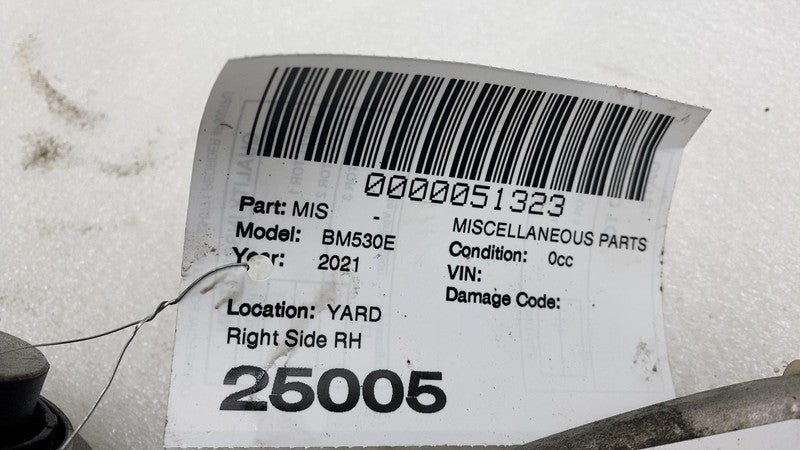 0000051323
Part: MIS - MISCELLANEOUS PARTS
Model: BM530E Condition: 0cc
Year: 2021 VIN:
Damage Code:
Location: YARD
Right Side RH
25005